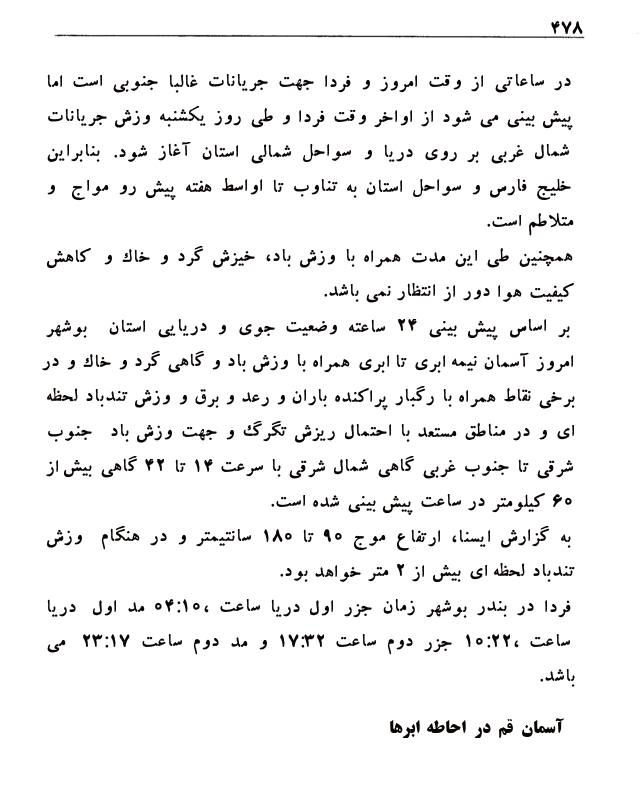 ۴۷۸
در ساعاتی از وقت امروز و فردا جهت جریانات غالبا جنوبی است اما
پیش بینی می شود از اواخر وقت فردا و طی روز یکشنبه وزش جریانات
شمال غربی بر روی دریا و سواحل شمالی استان آغاز شود. بنابراین
خلیج فارس و سواحل استان به تناوب تا اواسط هفته پیش رو مواج و
متلاطم است.
همچنین طی این مدت همراه با وزش باد، خیزش گرد و خاک و کاهش
کیفیت هوا دور از انتظار نمی باشد.
بر اساس پیش بینی ۲۴ ساعته وضعیت جوی و دریایی استان بوشهر
امروز آسمان نیمه ابری تا ابری همراه با وزش باد و گاهی گرد و خاک و در
برخی نقاط همراه با رگبار پراکنده باران و رعد و برق و وزش تندباد لحظه
ای و در مناطق مستعد با احتمال ریزش تگرگ و جهت وزش باد جنوب
شرقی تا جنوب غربی گاهی شمال شرقی با سرعت ۱۴ تا ۴۲ گاهی بیش از
۶۰ کیلومتر در ساعت پیش بینی شده است.
به گزارش ایسنا، ارتفاع موج ۹۰ تا ۱۸۰ سانتیمتر و در هنگام وزش
تندباد لحظه ای بیش از ۲ متر خواهد بود.
فردا در بندر بوشهر زمان جزر اول دریا ساعت ۰۴:۱۰، مد اول دریا
ساعت ۱۰:۲۲، جزر دوم ساعت ۱۷:۳۲ و مد دوم ساعت ۲۳:۱۷ می
باشد.
آسمان قم در احاطه ابرها